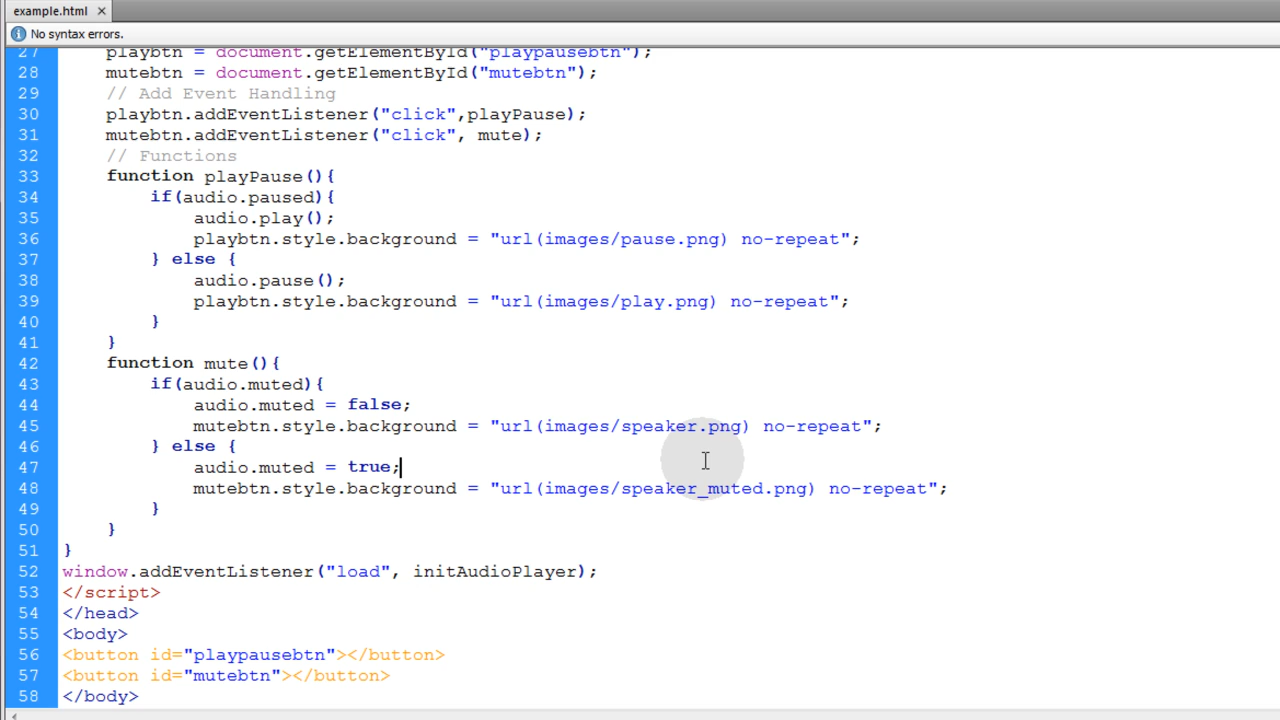 example.html ×
No syntax errors.
27 playbtn = document.getElementById("playpausebtn");
28 mutebtn = document.getElementById("mutebtn");
29 // Add Event Handling
30 playbtn.addEventListener("click",playPause);
31 mutebtn.addEventListener("click", mute);
32 // Functions
33 function playPause(){
34 if(audio.paused){
35 audio.play();
36 playbtn.style.background = "url(images/pause.png) no-repeat";
37 } else {
38 audio.pause();
39 playbtn.style.background = "url(images/play.png) no-repeat";
40 }
41 }
42 function mute(){
43 if(audio.muted){
44 audio.muted = false;
45 mutebtn.style.background = "url(images/speaker.png) no-repeat";
46 } else {
47 audio.muted = true;
48 mutebtn.style.background = "url(images/speaker_muted.png) no-repeat";
49 }
50 }
51 }
52 window.addEventListener("load", initAudioPlayer);
53 </script>
54 </head>
55 <body>
56 <button id="playpausebtn"></button>
57 <button id="mutebtn"></button>
58 </body>